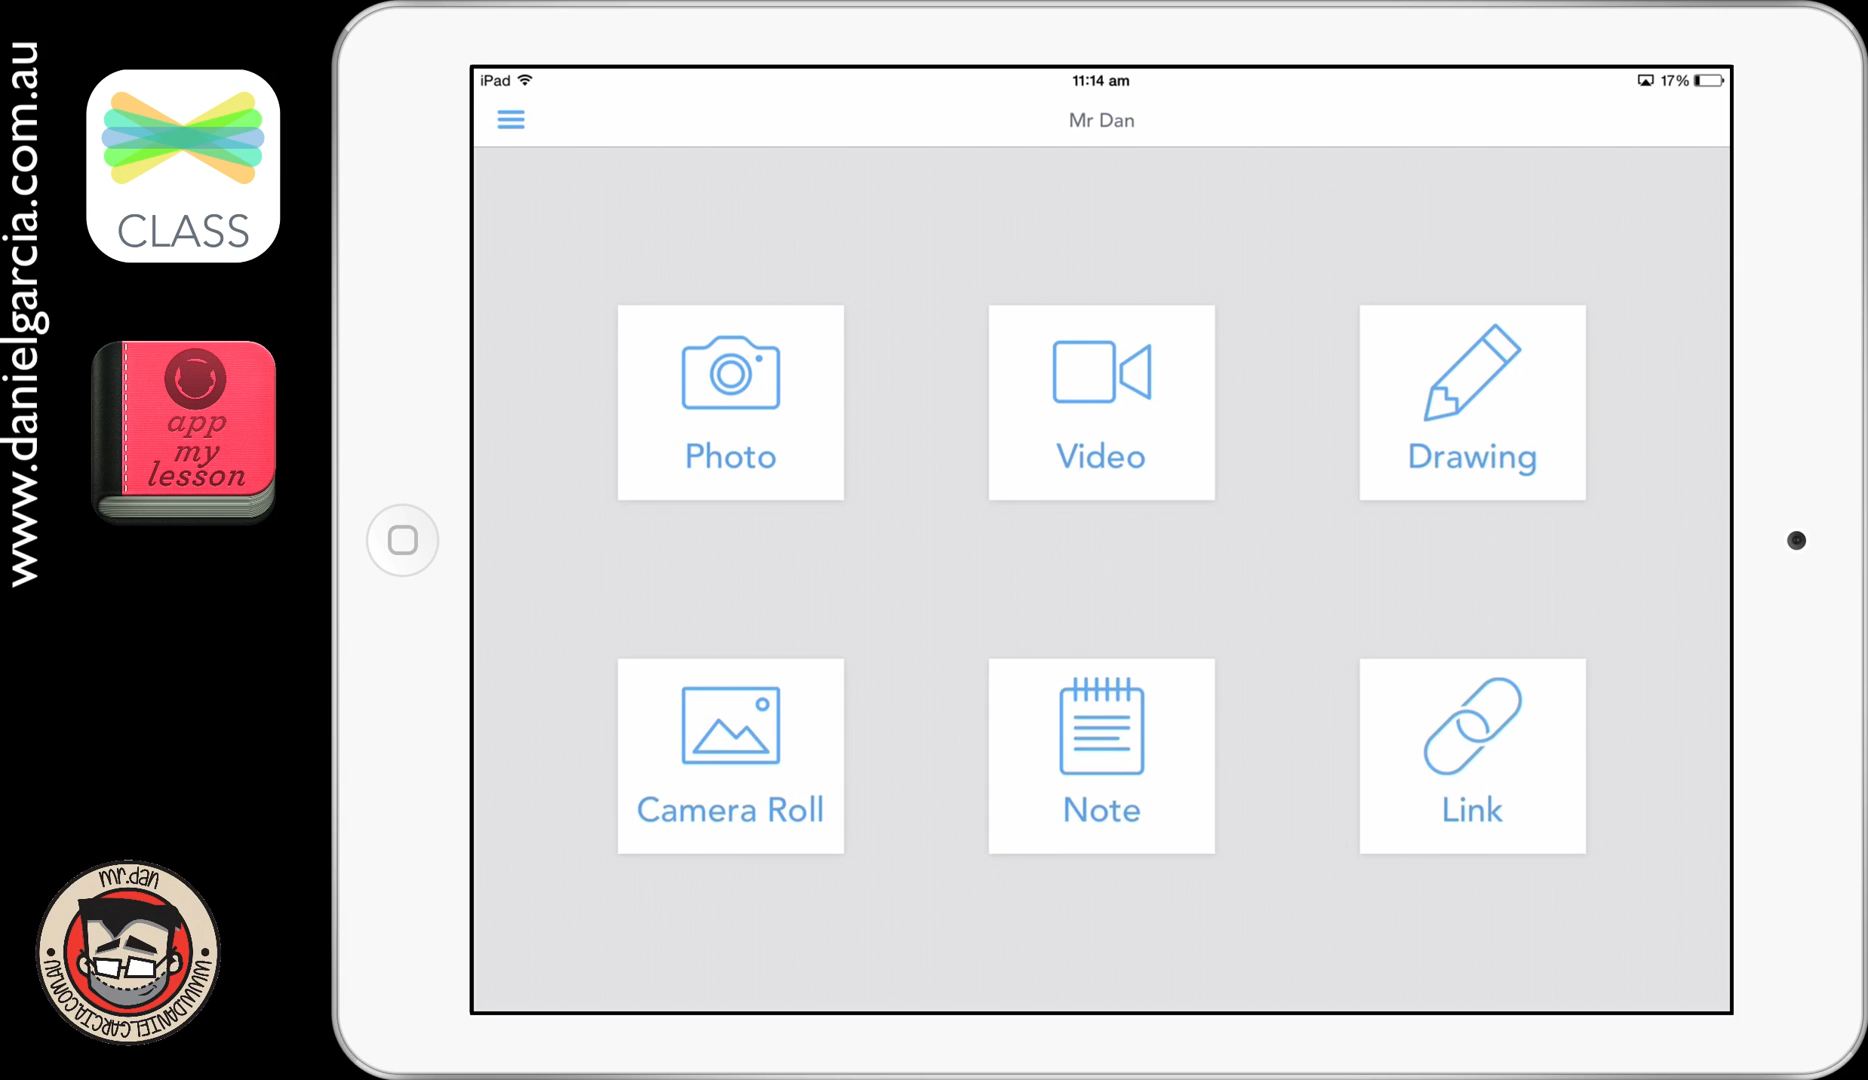 www.danielgarcia.com.au
CLASS
app
my
lesson
mr.dan
WWW.DANIELGARCIA.COM.AU
iPad
11:14 am
17%
Mr Dan
Photo
Video
Drawing
Camera Roll
Note
Link